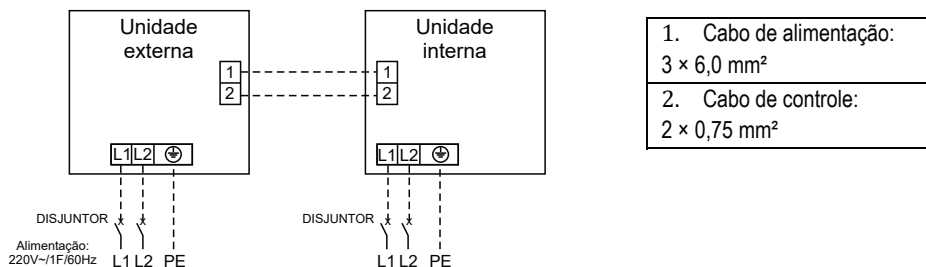 Unidade
externa
1
2
L1 L2
DISJUNTOR
Alimentação:
220V~/1F/60Hz
L1 L2 PE
Unidade
interna
1
2
L1 L2
DISJUNTOR
L1 L2 PE
1. Cabo de alimentação:
3 × 6,0 mm²
2. Cabo de controle:
2 × 0,75 mm²